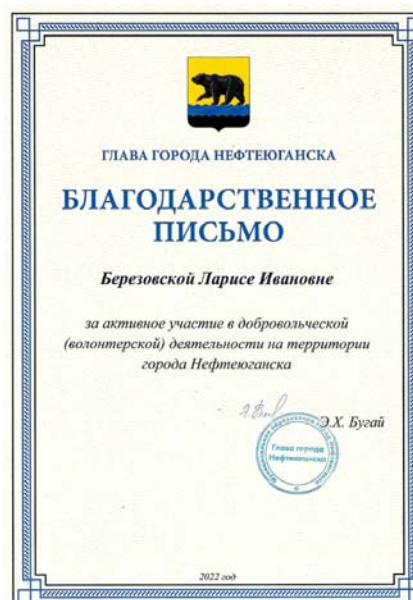 ГЛАВА ГОРОДА НЕФТЕЮГАНСКА
БЛАГОДАРСТВЕННОЕ
ПИСЬМО
Березовской Ларисе Ивановне
за активное участие в добровольческой
(волонтерской) деятельности на территории
города Нефтеюганска
Э.Х. Бугай
Глава города
Нефтеюганска
2022 год